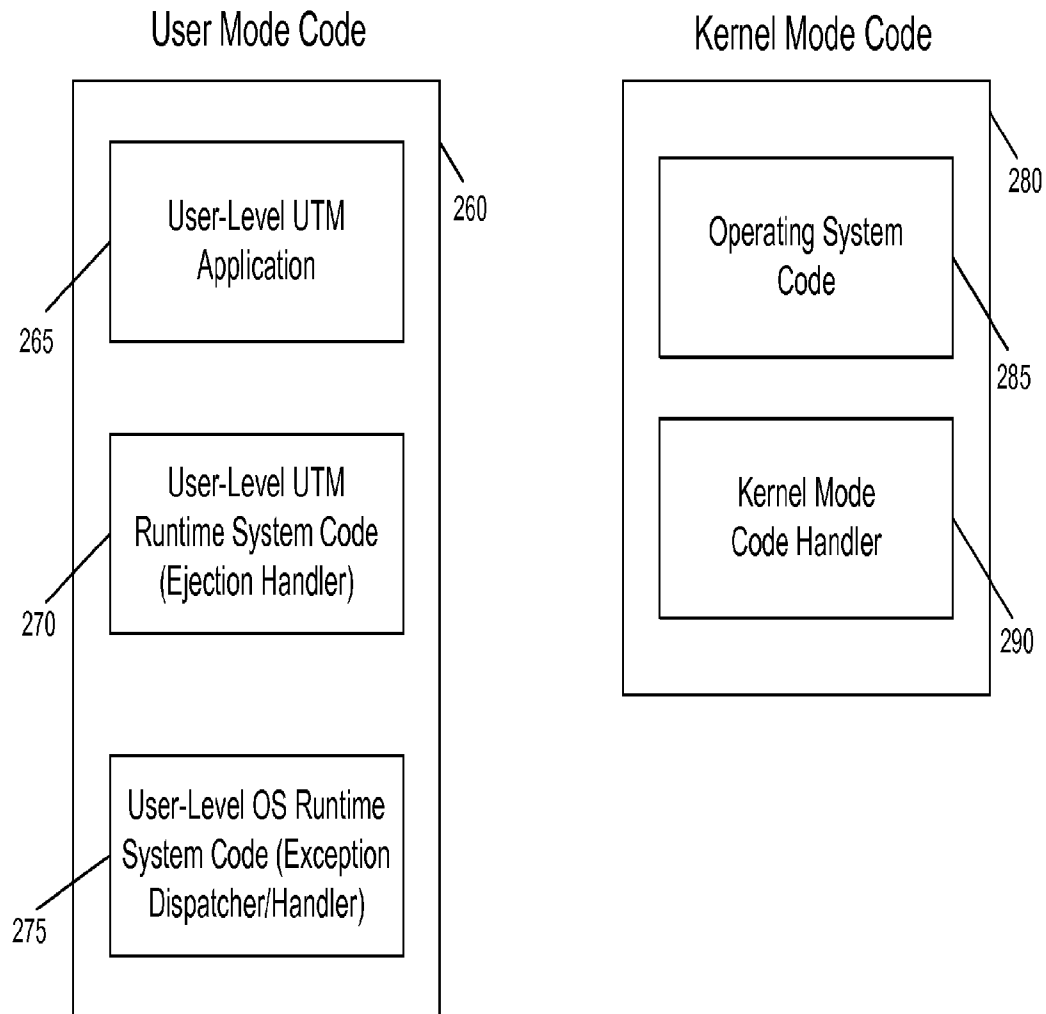 User Mode Code
User-Level UTM
Application
260
265
User-Level UTM
Runtime System Code
(Ejection Handler)
270
User-Level OS Runtime
System Code (Exception
Dispatcher/Handler)
275
Kernel Mode Code
280
Operating System
Code
285
Kernel Mode
Code Handler
290